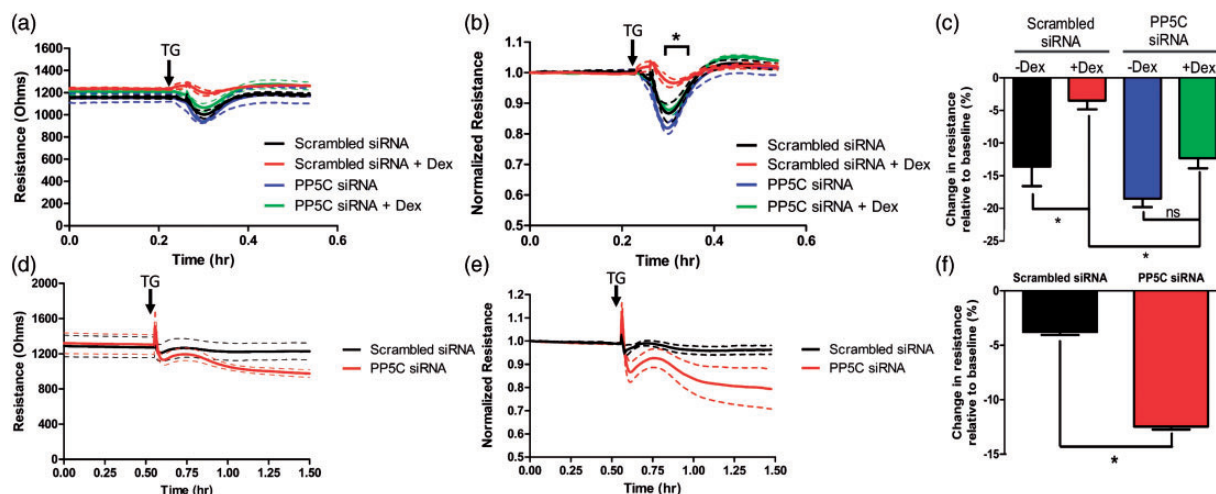 (a)
TG
Resistance (Ohms)
1600
1400
1200
1000
800
600
400
200
0
0.0
0.2
0.4
0.6
Time (hr)
Scrambled siRNA
Scrambled siRNA + Dex
PP5C siRNA
PP5C siRNA + Dex
(b)
TG
*
Normalized Resistance
1.1
1.0
0.9
0.8
0.7
0.6
0.5
0.0
0.2
0.4
0.6
Time (hr)
Scrambled siRNA
Scrambled siRNA + Dex
PP5C siRNA
PP5C siRNA + Dex
(c)
Scrambled PP5C
siRNA siRNA
-Dex +Dex -Dex +Dex
Change in resistance
relative to baseline (%)
0
-5
-10
-15
-20
-25
*
ns
*
(d)
TG
Resistance (Ohms)
2000
1600
1200
800
400
0
0.00
0.25
0.50
0.75
1.00
1.25
1.50
Time (hr)
Scrambled siRNA
PP5C siRNA
(e)
TG
Normalized Resistance
1.2
1.1
1.0
0.9
0.8
0.7
0.6
0.5
0.00
0.25
0.50
0.75
1.00
1.25
1.50
Time (hr)
Scrambled siRNA
PP5C siRNA
(f)
Scrambled siRNA PP5C siRNA
Change in resistance
relative to baseline (%)
0
-5
-10
-15
*